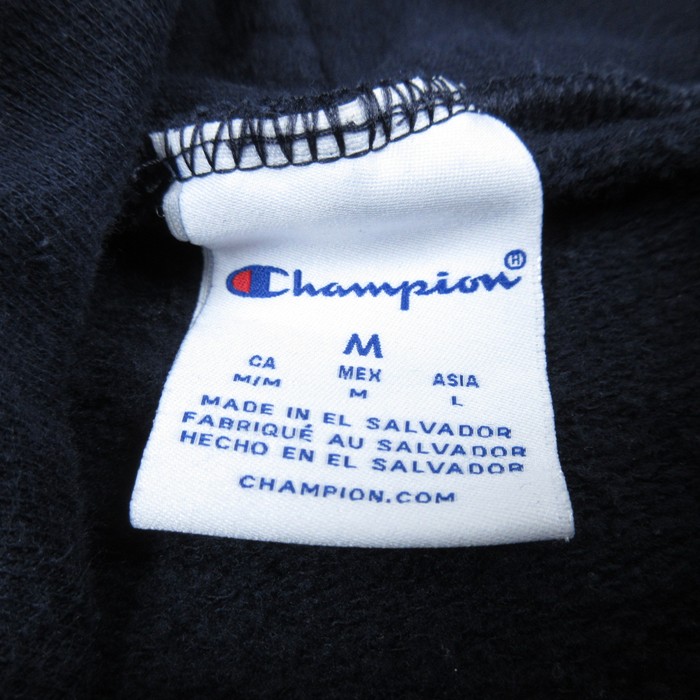 Champion®
M
CA MEX ASIA
M/M M L
MADE IN EL SALVADOR
FABRIQUÉ AU SALVADOR
HECHO EN EL SALVADOR
CHAMPION.COM